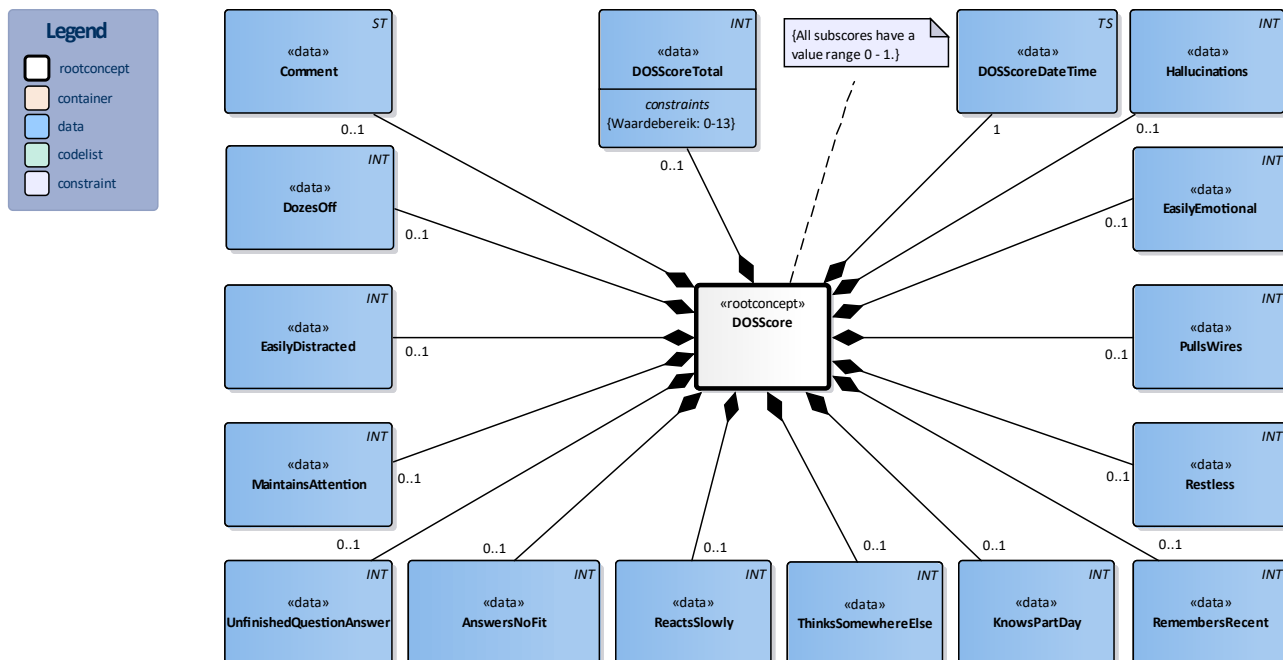 Legend
rootconcept
container
data
codelist
constraint
ST
«data»
Comment
0..1
INT
«data»
DOSScoreTotal
constraints
{Waardebereik: 0-13}
0..1
{All subscores have a
value range 0 - 1.}
TS
«data»
DOSScoreDateTime
1
INT
«data»
Hallucinations
0..1
INT
«data»
DozesOff
0..1
INT
«data»
EasilyEmotional
0..1
INT
«data»
EasilyDistracted
0..1
«rootconcept»
DOSScore
INT
«data»
PullsWires
0..1
INT
«data»
MaintainsAttention
0..1
INT
«data»
Restless
0..1
0..1
INT
«data»
UnfinishedQuestionAnswer
0..1
INT
«data»
AnswersNoFit
0..1
INT
«data»
ReactsSlowly
0..1
INT
«data»
ThinksSomewhereElse
0..1
INT
«data»
KnowsPartDay
0..1
INT
«data»
RemembersRecent